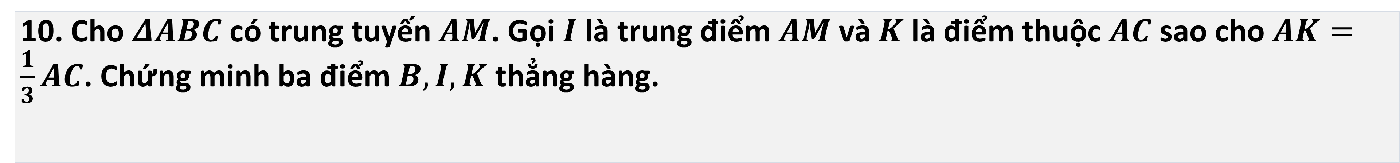 10. Cho ΔABC có trung tuyến AM. Gọi I là trung điểm AM và K là điểm thuộc AC sao cho AK =
1/3 AC. Chứng minh ba điểm B, I, K thẳng hàng.